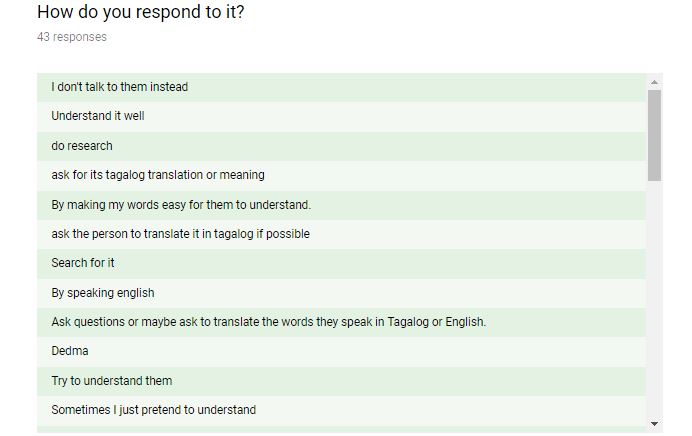 How do you respond to it?
43 responses
I don't talk to them instead
Understand it well
do research
ask for its tagalog translation or meaning
By making my words easy for them to understand.
ask the person to translate it in tagalog if possible
Search for it
By speaking english
Ask questions or maybe ask to translate the words they speak in Tagalog or English.
Dedma
Try to understand them
Sometimes I just pretend to understand